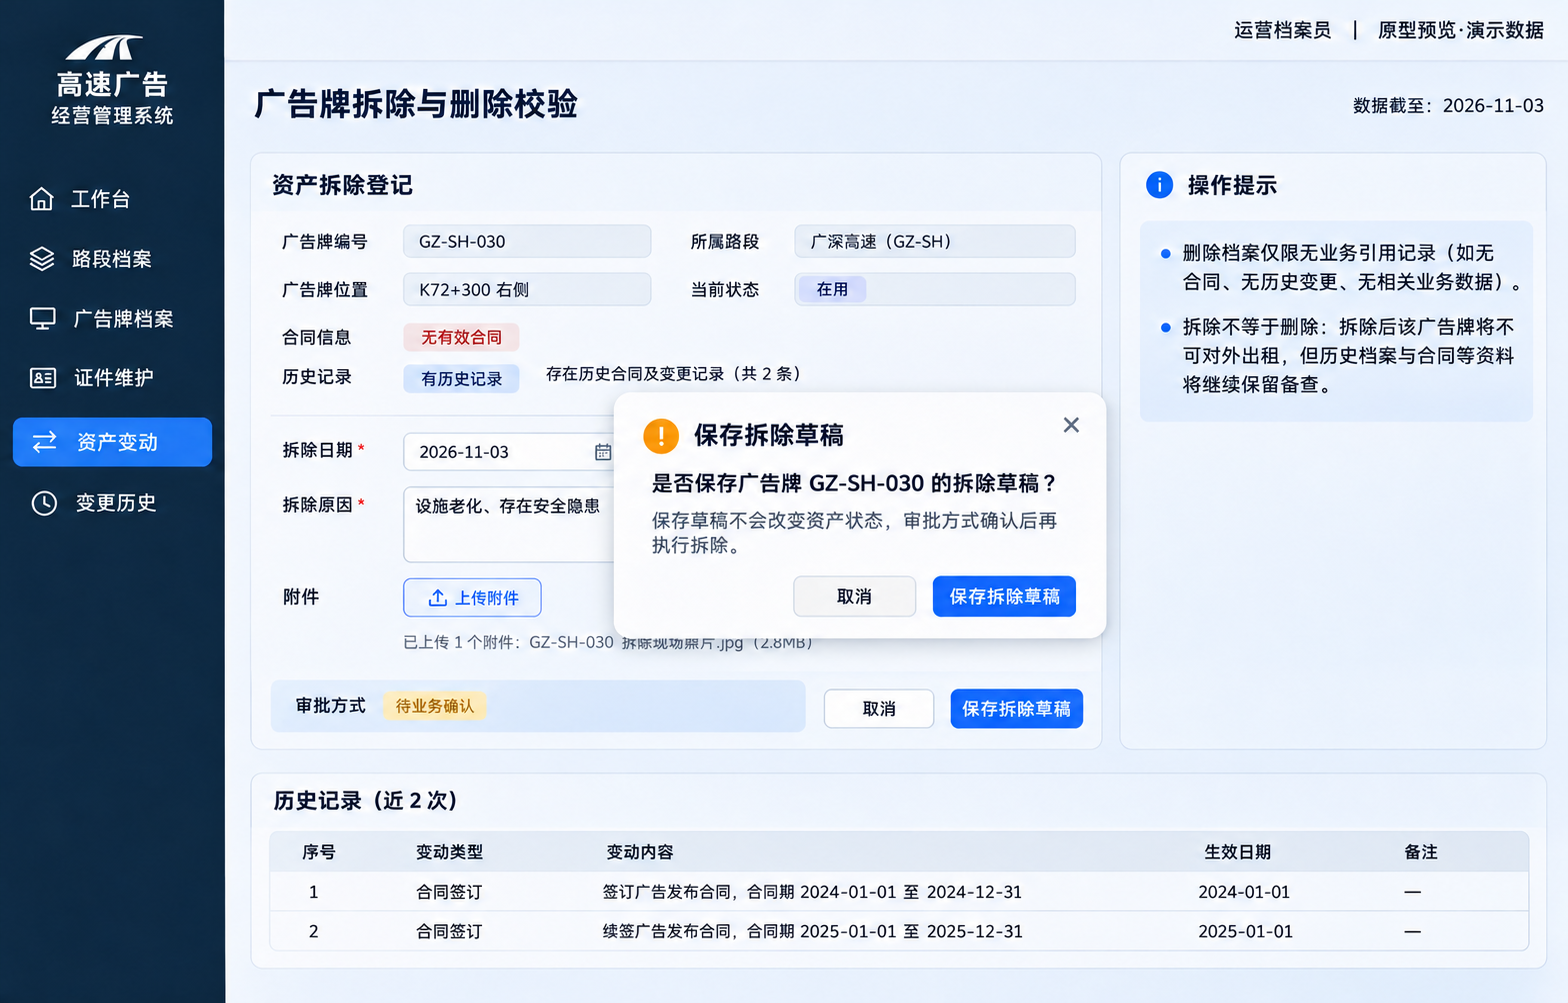 高速广告
经营管理系统
工作台
路段档案
广告牌档案
证件维护
资产变动
变更历史
运营档案员 | 原型预览·演示数据
广告牌拆除与删除校验
数据截至：2026-11-03
资产拆除登记
广告牌编号 GZ-SH-030 所属路段 广深高速（GZ-SH）
广告牌位置 K72+300 右侧 当前状态 在用
合同信息 无有效合同
历史记录 有历史记录 存在历史合同及变更记录（共 2 条）
拆除日期* 2026-11-03
拆除原因* 设施老化、存在安全隐患
附件 上传附件
已上传 1 个附件：GZ-SH-030 拆除现场照片.jpg（2.8MB）
审批方式 待业务确认 取消 保存拆除草稿
保存拆除草稿
是否保存广告牌 GZ-SH-030 的拆除草稿？
保存草稿不会改变资产状态，审批方式确认后再
执行拆除。
取消 保存拆除草稿
操作提示
删除档案仅限无业务引用记录（如无
合同、无历史变更、无相关业务数据）。
拆除不等于删除：拆除后该广告牌将不
可对外出租，但历史档案与合同等资料
将继续保留备查。
历史记录（近 2 次）
序号 变动类型 变动内容 生效日期 备注
1 合同签订 签订广告发布合同，合同期 2024-01-01 至 2024-12-31 2024-01-01 —
2 合同签订 续签广告发布合同，合同期 2025-01-01 至 2025-12-31 2025-01-01 —